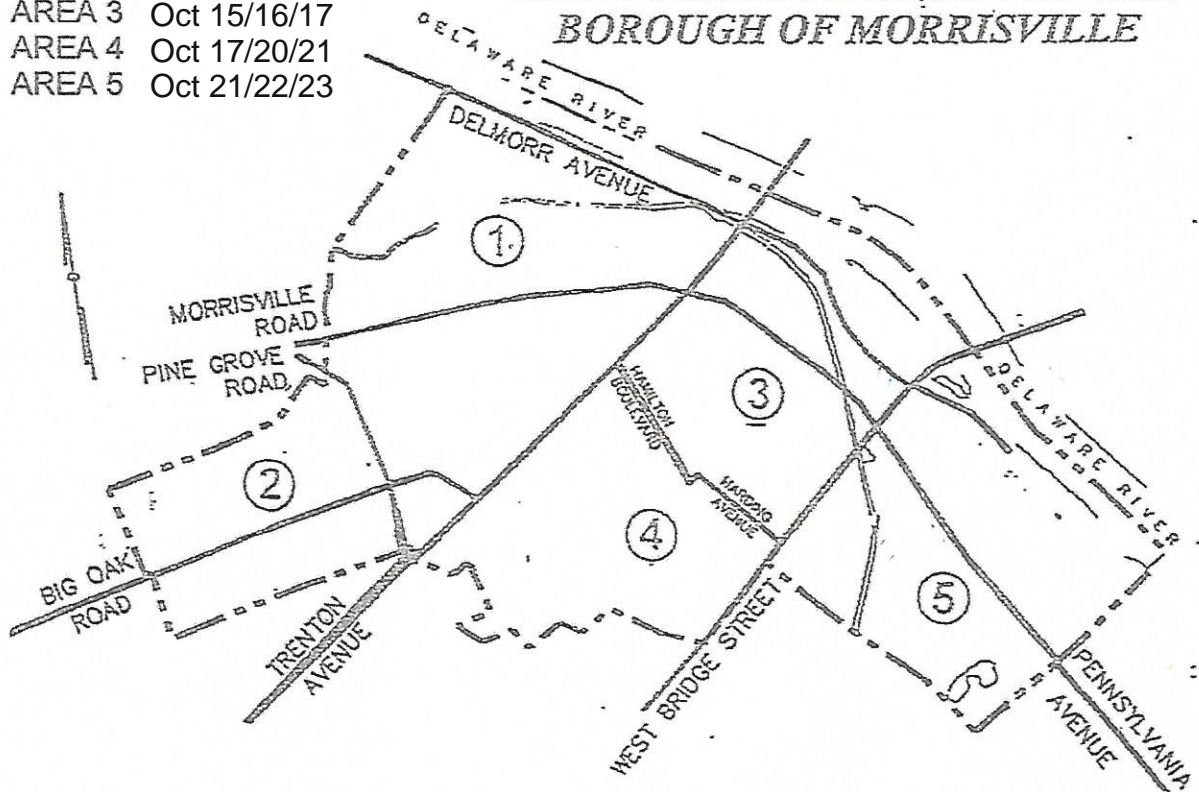 AREA 3 Oct 15/16/17
AREA 4 Oct 17/20/21
AREA 5 Oct 21/22/23
BOROUGH OF MORRISVILLE
DELAWARE RIVER
DELMORR AVENUE
1
MORRISVILLE
ROAD
PINE GROVE
ROAD
HAMILTON
BOULEVARD
3
DELAWARE RIVER
2
HARDING
AVENUE
4
BIG OAK
ROAD
TRENTON
AVENUE
WEST BRIDGE STREET
5
PENNSYLVANIA
AVENUE